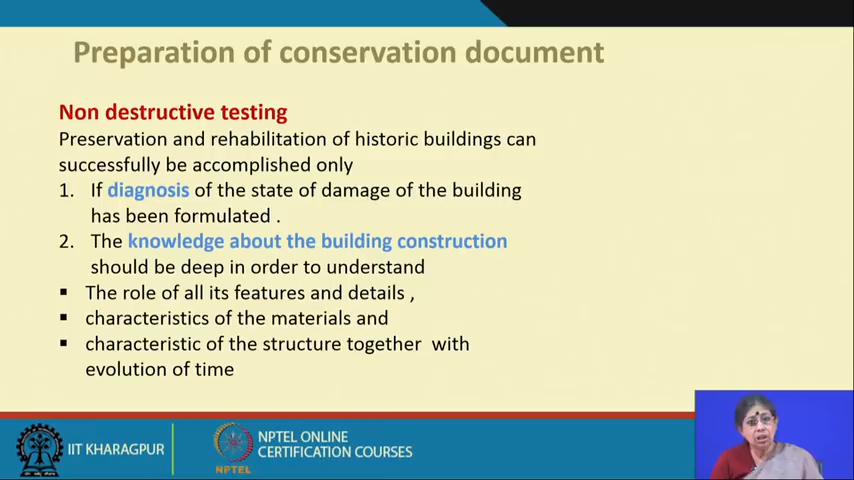 Preparation of conservation document
Non destructive testing
Preservation and rehabilitation of historic buildings can
successfully be accomplished only
1. If diagnosis of the state of damage of the building
has been formulated .
2. The knowledge about the building construction
should be deep in order to understand
▪ The role of all its features and details ,
▪ characteristics of the materials and
▪ characteristic of the structure together with
evolution of time
IIT KHARAGPUR
NPTEL
NPTEL ONLINE
CERTIFICATION COURSES